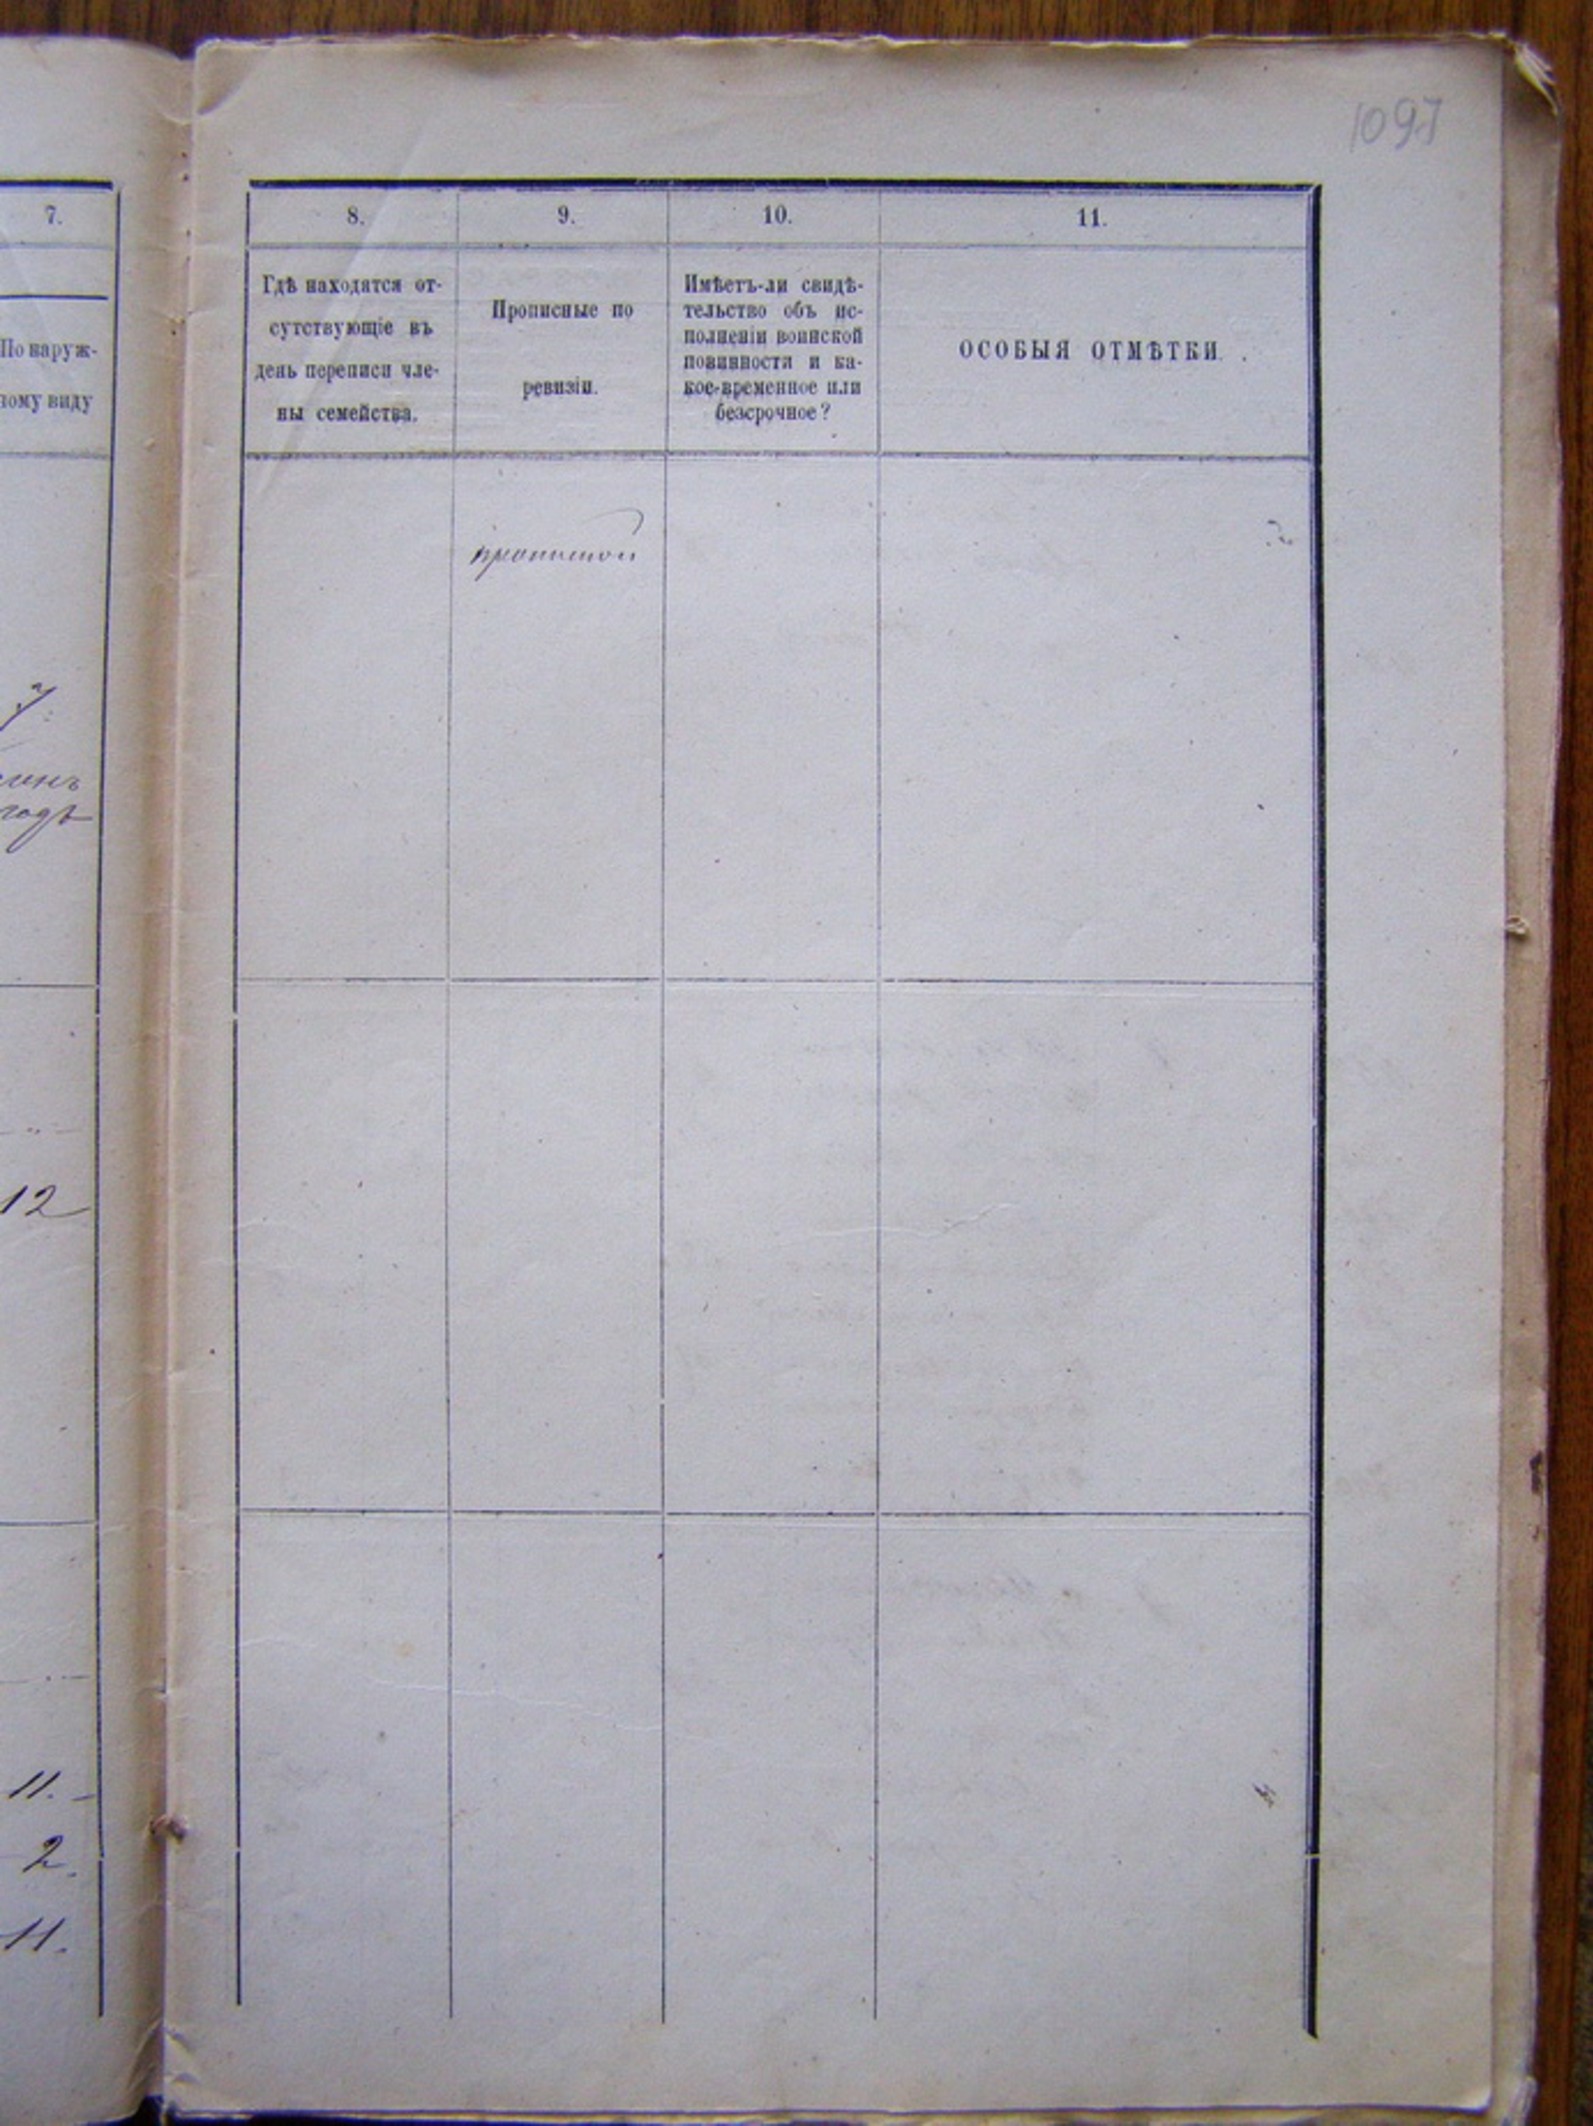 1097
7.
По наруж-
ному виду
годъ
12
11.
2.
11.
8.
Гдѣ находятся от-
сутствующіе въ
день переписи чле-
ны семейства.
9.
Прописные по
ревизіи.
прописной
10.
Имѣетъ-ли свидѣ-
тельство объ ис-
полненіи воинской
повинности и ка-
кое-временное или
безсрочное?
11.
ОСОБЫЯ ОТМѢТКИ.